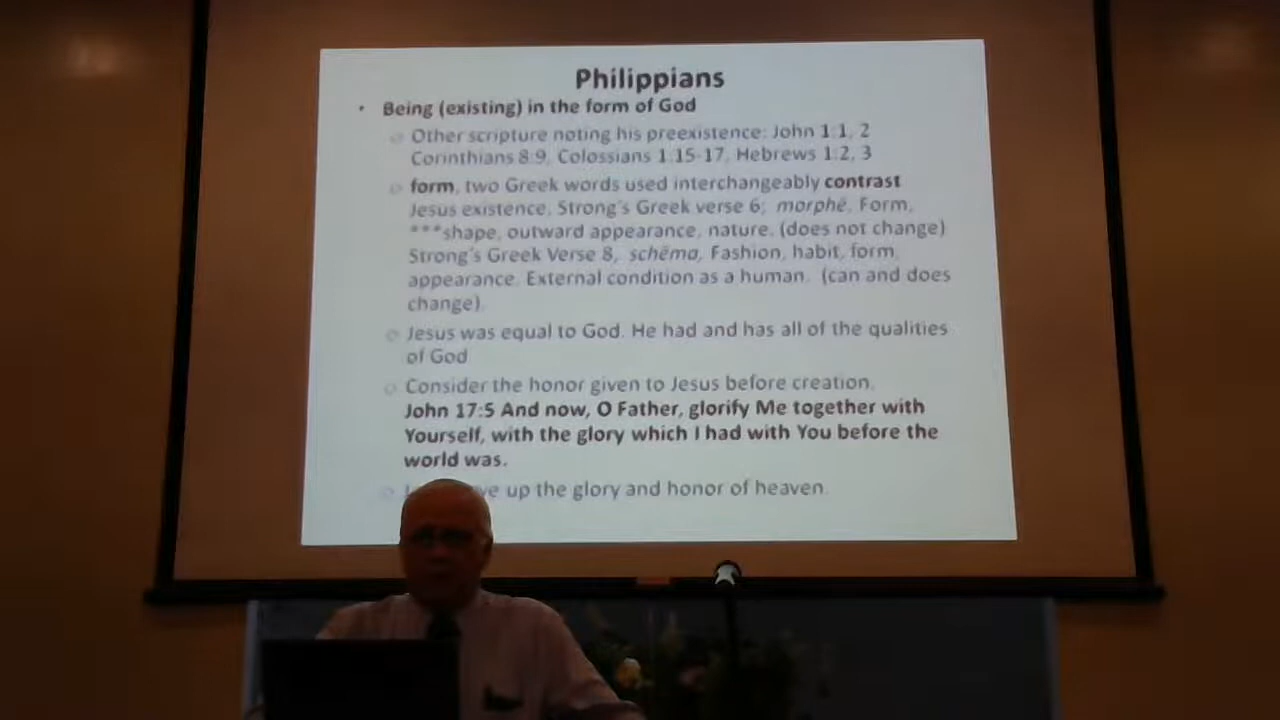 Philippians
• Being (existing) in the form of God
o Other scripture noting his preexistence: John 1:1, 2
Corinthians 8:9, Colossians 1:15-17, Hebrews 1:2, 3
o form, two Greek words used interchangeably contrast
Jesus existence, Strong's Greek verse 6; morphē, Form,
***shape, outward appearance, nature. (does not change)
Strong's Greek Verse 8, schēma, Fashion, habit, form,
appearance. External condition as a human. (can and does
change).
o Jesus was equal to God. He had and has all of the qualities
of God
o Consider the honor given to Jesus before creation.
John 17:5 And now, O Father, glorify Me together with
Yourself, with the glory which I had with You before the
world was.
o up the glory and honor of heaven.